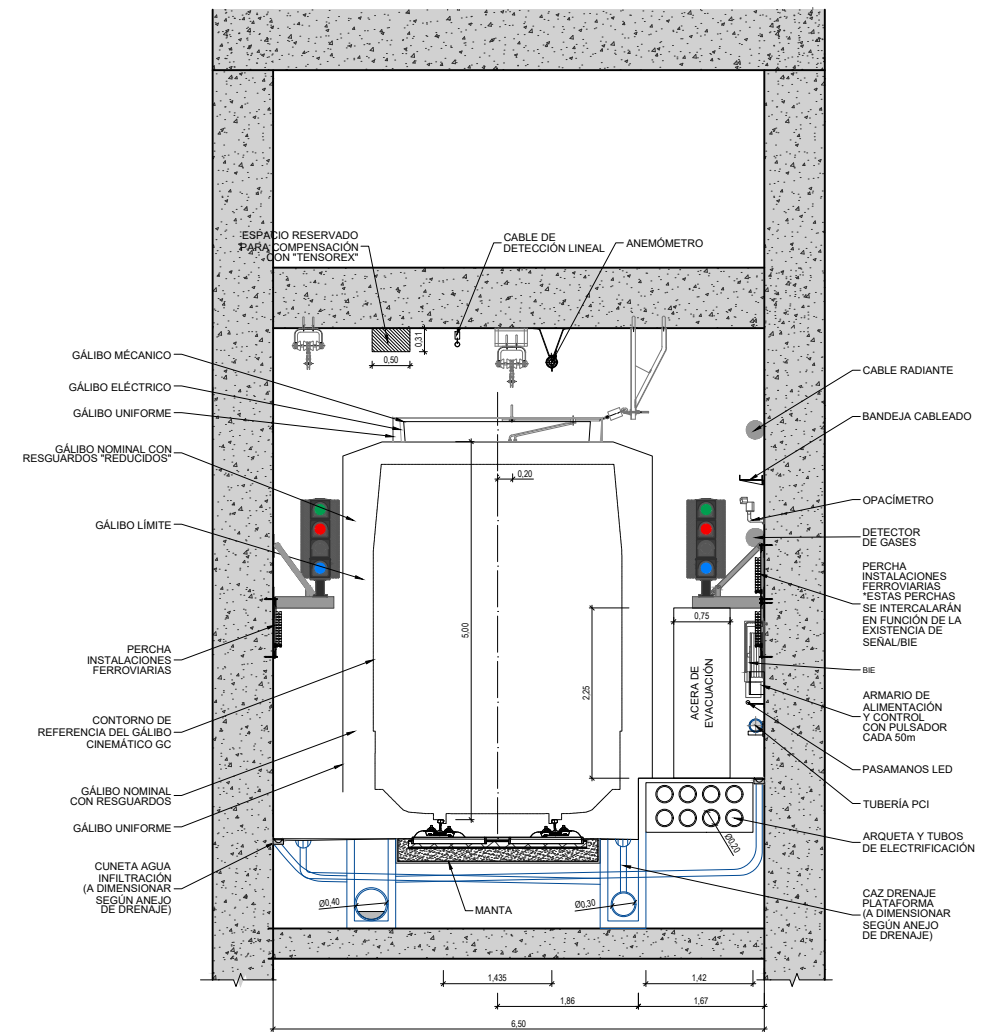 ESPACIO RESERVADO
PARA COMPENSACIÓN
CON "TENSOREX"
CABLE DE
DETECCIÓN LINEAL
ANEMÓMETRO
0,31
0,50
GÁLIBO MÉCANICO
GÁLIBO ELÉCTRICO
GÁLIBO UNIFORME
GÁLIBO NOMINAL CON
RESGUARDOS "REDUCIDOS"
GÁLIBO LÍMITE
PERCHA
INSTALACIONES
FERROVIARIAS
CONTORNO DE
REFERENCIA DEL GÁLIBO
CINEMÁTICO GC
GÁLIBO NOMINAL
CON RESGUARDOS
GÁLIBO UNIFORME
CUNETA AGUA
INFILTRACIÓN
(A DIMENSIONAR
SEGÚN ANEJO
DE DRENAJE)
0,20
5,00
2,25
0,75
ACERA DE
EVACUACIÓN
CABLE RADIANTE
BANDEJA CABLEADO
OPACÍMETRO
DETECTOR
DE GASES
PERCHA
INSTALACIONES
FERROVIARIAS
*ESTAS PERCHAS
SE INTERCALARÁN
EN FUNCIÓN DE LA
EXISTENCIA DE
SEÑAL/BIE
BIE
ARMARIO DE
ALIMENTACIÓN
Y CONTROL
CON PULSADOR
CADA 50m
PASAMANOS LED
TUBERÍA PCI
ARQUETA Y TUBOS
DE ELECTRIFICACIÓN
CAZ DRENAJE
PLATAFORMA
(A DIMENSIONAR
SEGÚN ANEJO
DE DRENAJE)
Ø0,20
Ø0,40
MANTA
Ø0,30
1,435
1,42
1,86
1,67
6,50